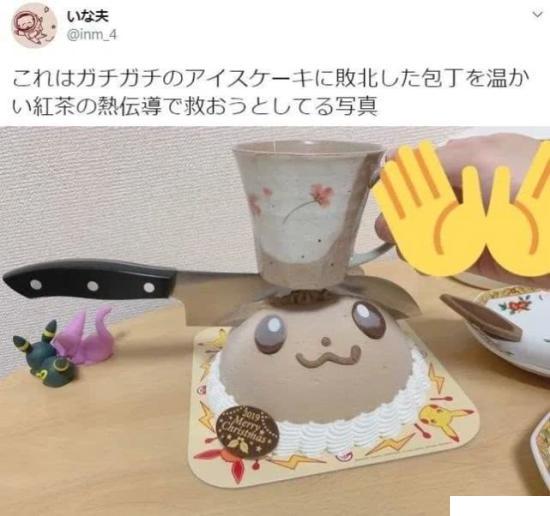 いな夫
@inm_4
これはガチガチのアイスケーキに敗北した包丁を温か
い紅茶の熱伝導で救おうとしてる写真
2019
Merry
Christmas